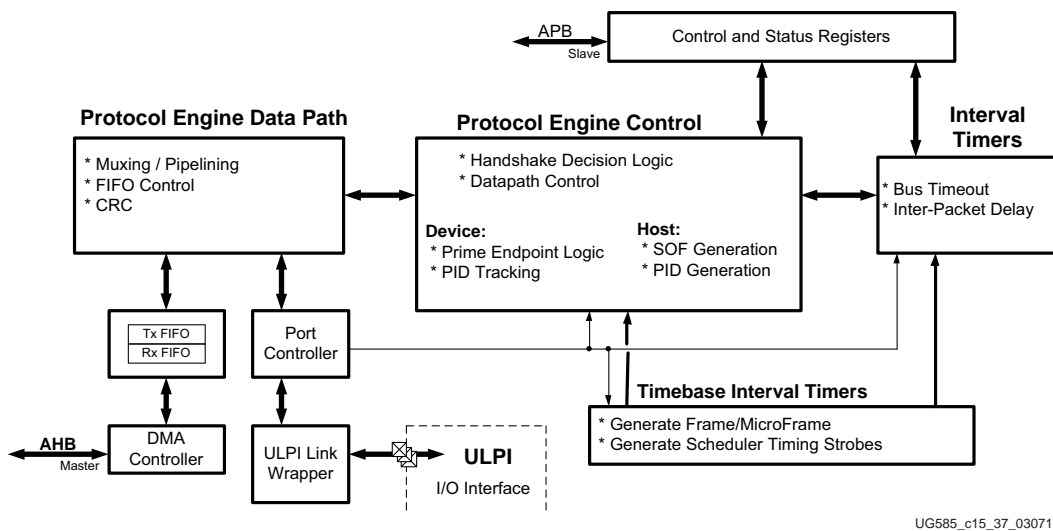 APB
Slave
Control and Status Registers
Protocol Engine Data Path
* Muxing / Pipelining
* FIFO Control
* CRC
Protocol Engine Control
* Handshake Decision Logic
* Datapath Control
Device:
* Prime Endpoint Logic
* PID Tracking
Host:
* SOF Generation
* PID Generation
Interval
Timers
* Bus Timeout
* Inter-Packet Delay
Tx FIFO
Rx FIFO
Port
Controller
Timebase Interval Timers
* Generate Frame/MicroFrame
* Generate Scheduler Timing Strobes
AHB
Master
DMA
Controller
ULPI Link
Wrapper
ULPI
I/O Interface
UG585_c15_37_03071